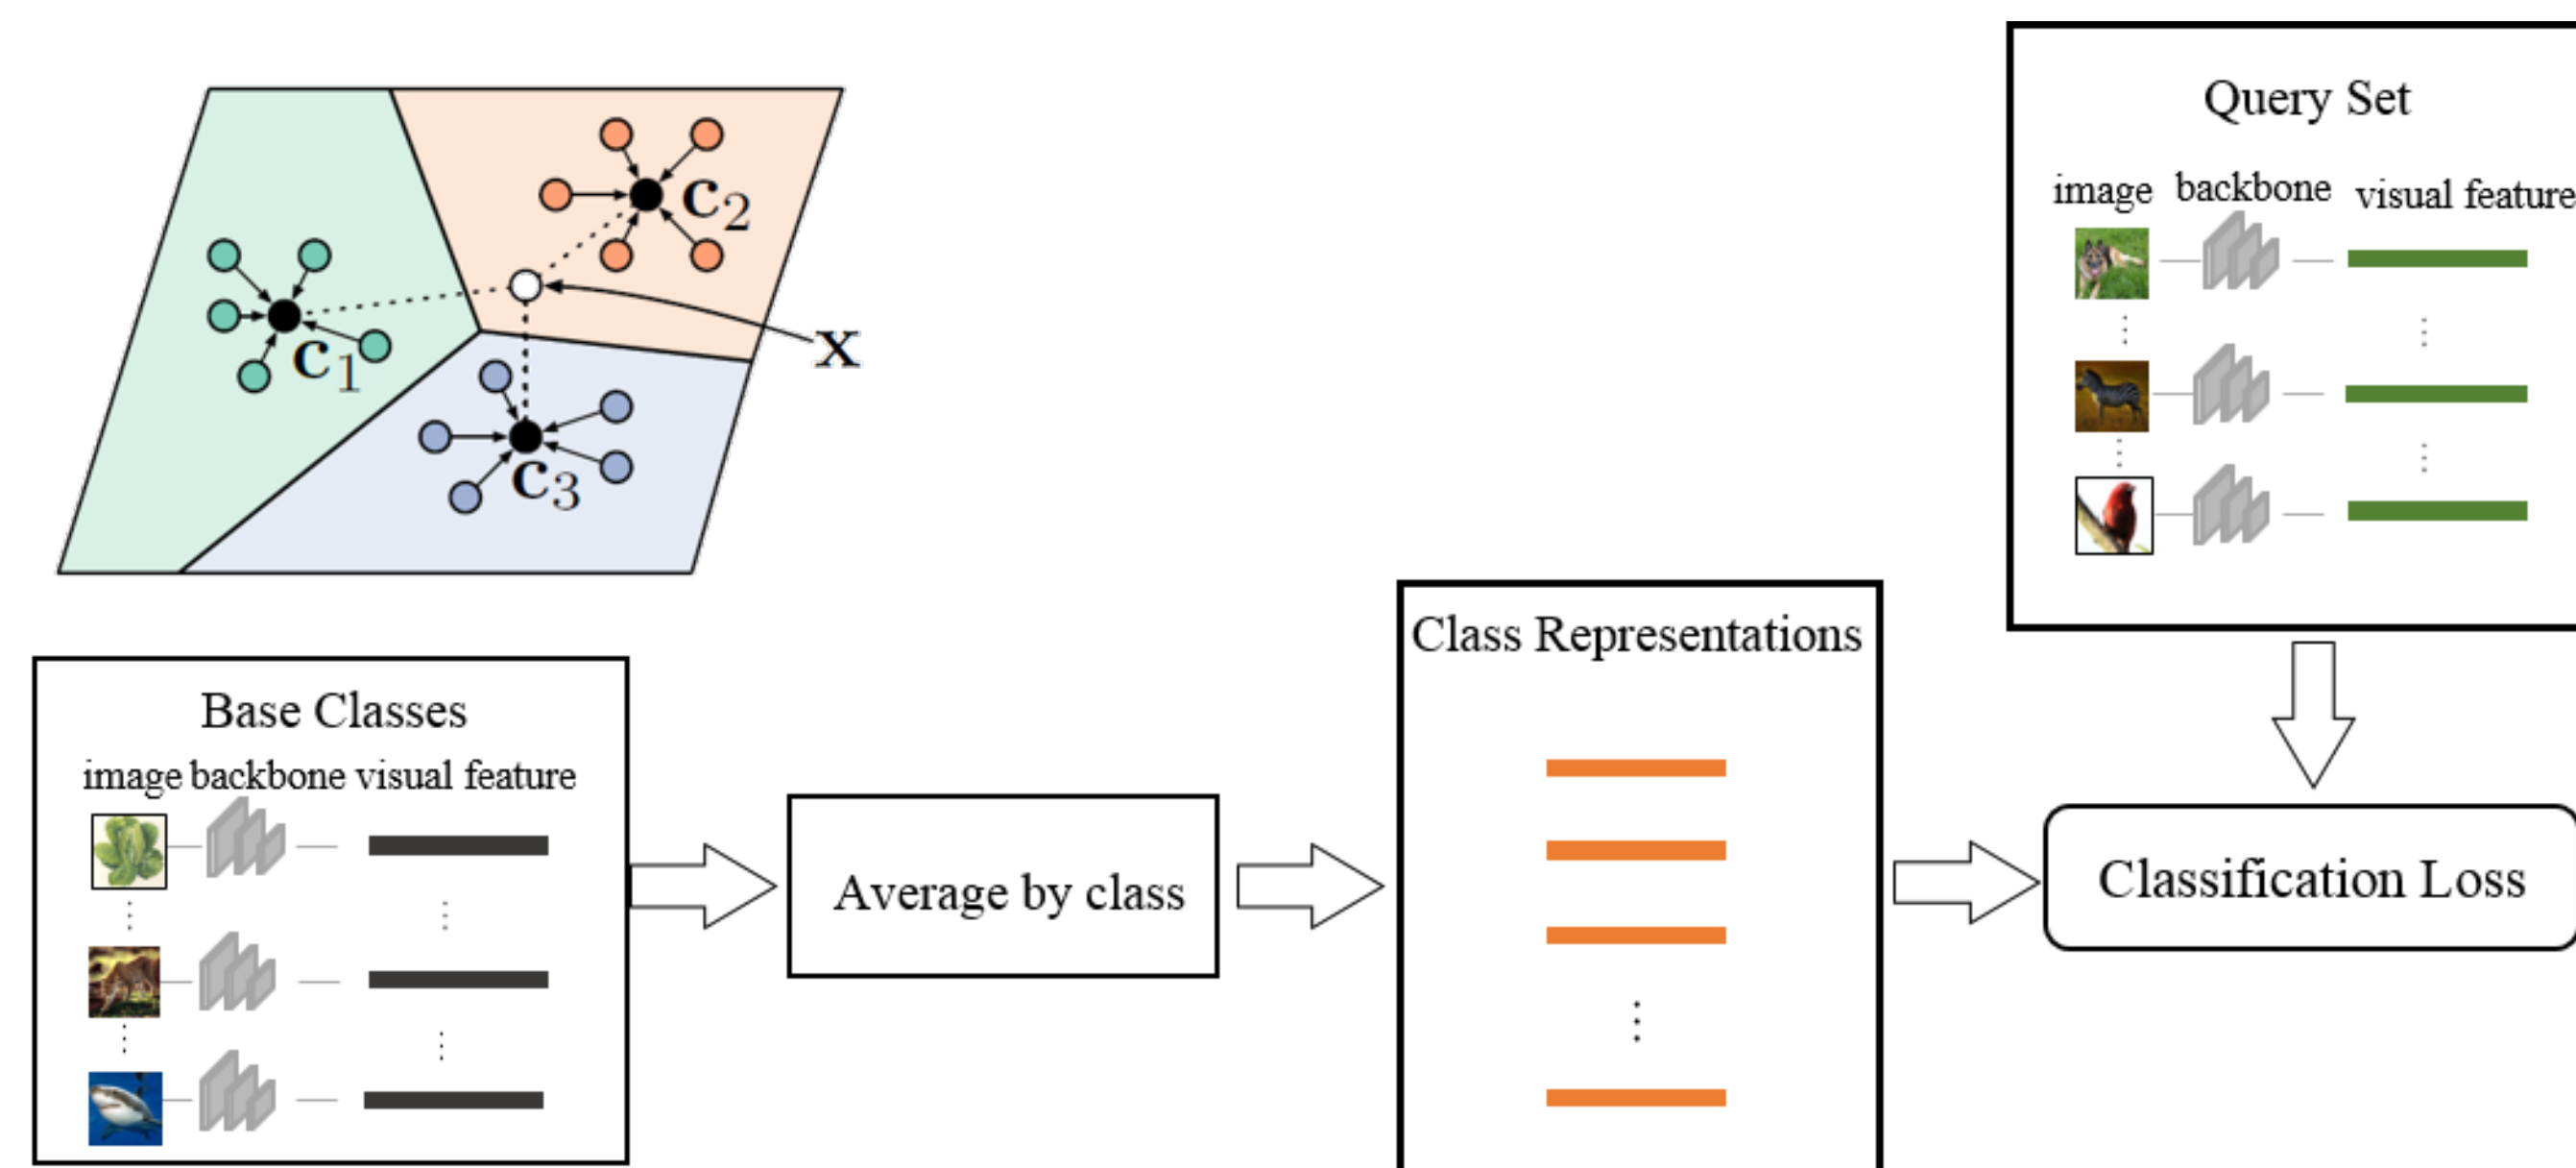 c2
c1
x
c3
Query Set
image backbone visual feature
Base Classes
image backbone visual feature
Average by class
Class Representations
Classification Loss